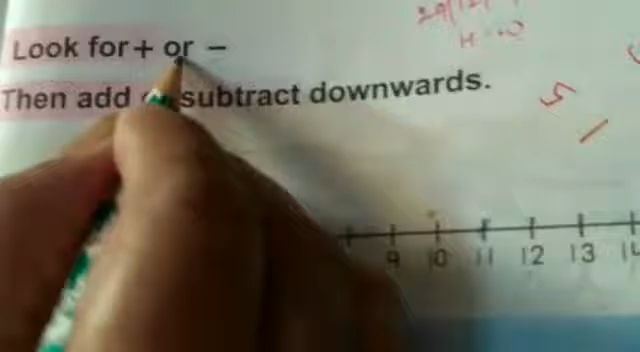 Look for + or −
Then add subtract downwards.
9 10 11 12 13 14